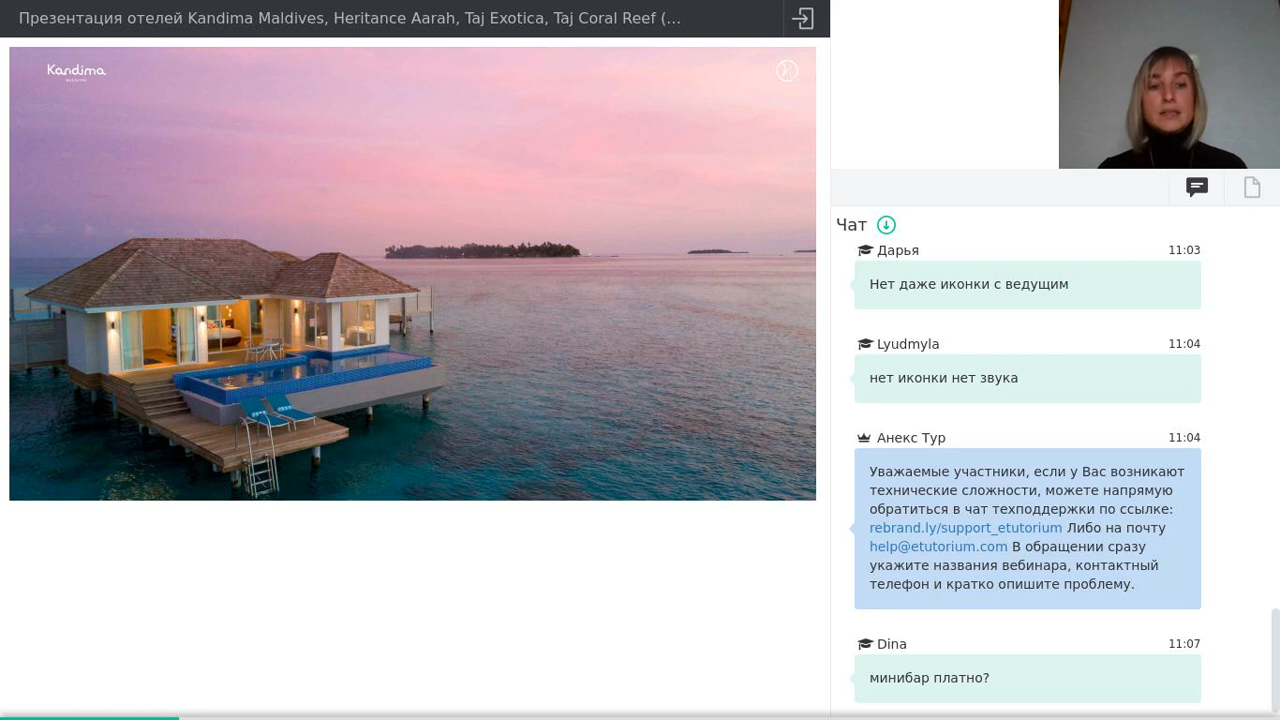 Презентация отелей Kandima Maldives, Heritance Aarah, Taj Exotica, Taj Coral Reef (...
Kandima
MALDIVES
Чат
Дарья 11:03
Нет даже иконки с ведущим
Lyudmyla 11:04
нет иконки нет звука
Анекс Тур 11:04
Уважаемые участники, если у Вас возникают
технические сложности, можете напрямую
обратиться в чат техподдержки по ссылке:
rebrand.ly/support_etutorium Либо на почту
help@etutorium.com В обращении сразу
укажите названия вебинара, контактный
телефон и кратко опишите проблему.
Dina 11:07
минибар платно?